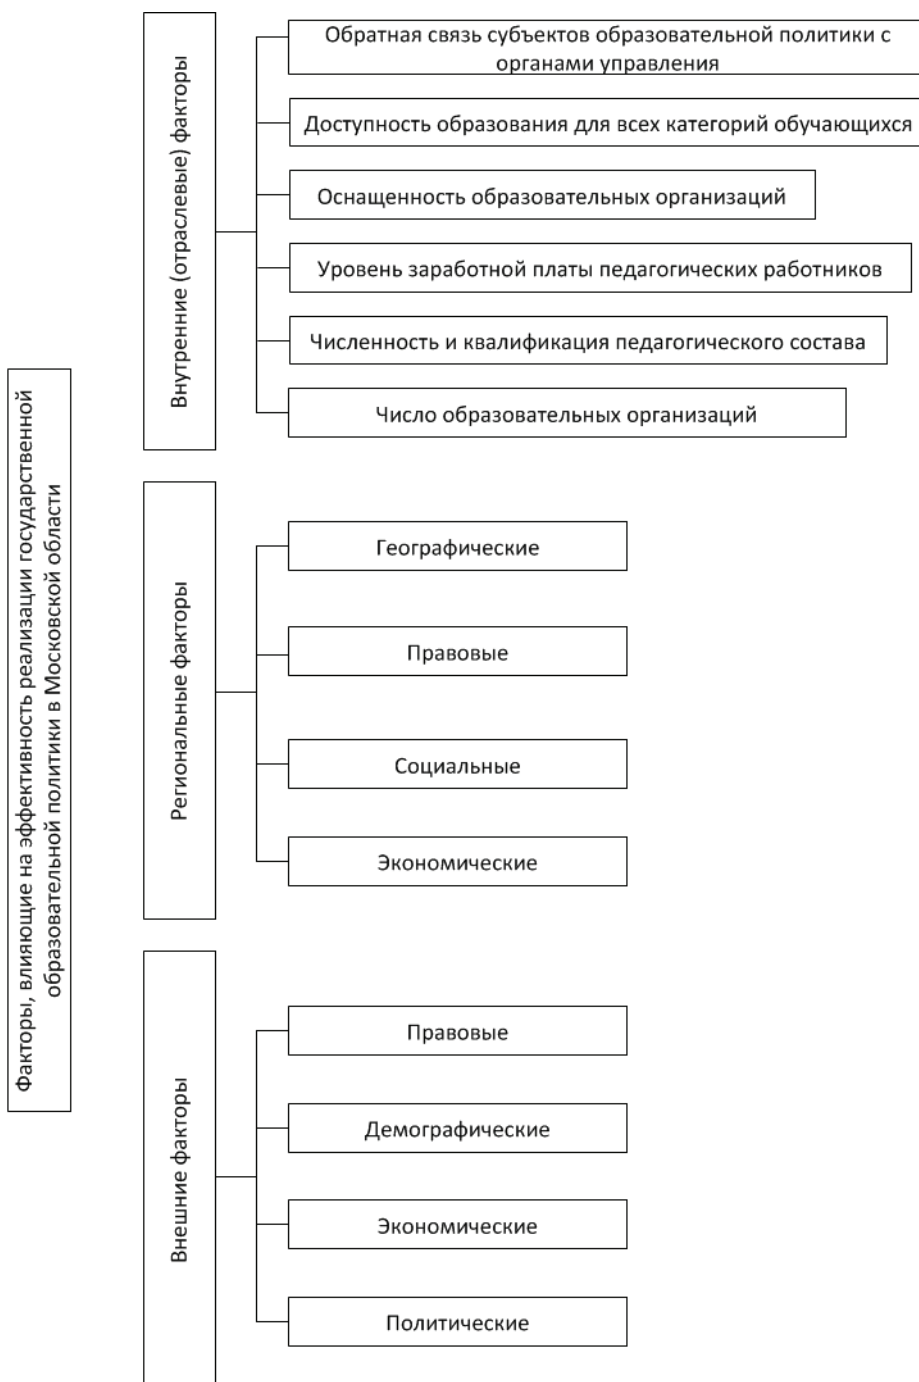 Факторы, влияющие на эффективность реализации государственной
образовательной политики в Московской области
Внутренние (отраслевые) факторы
Обратная связь субъектов образовательной политики с
органами управления
Доступность образования для всех категорий обучающихся
Оснащенность образовательных организаций
Уровень заработной платы педагогических работников
Численность и квалификация педагогического состава
Число образовательных организаций
Региональные факторы
Географические
Правовые
Социальные
Экономические
Внешние факторы
Правовые
Демографические
Экономические
Политические